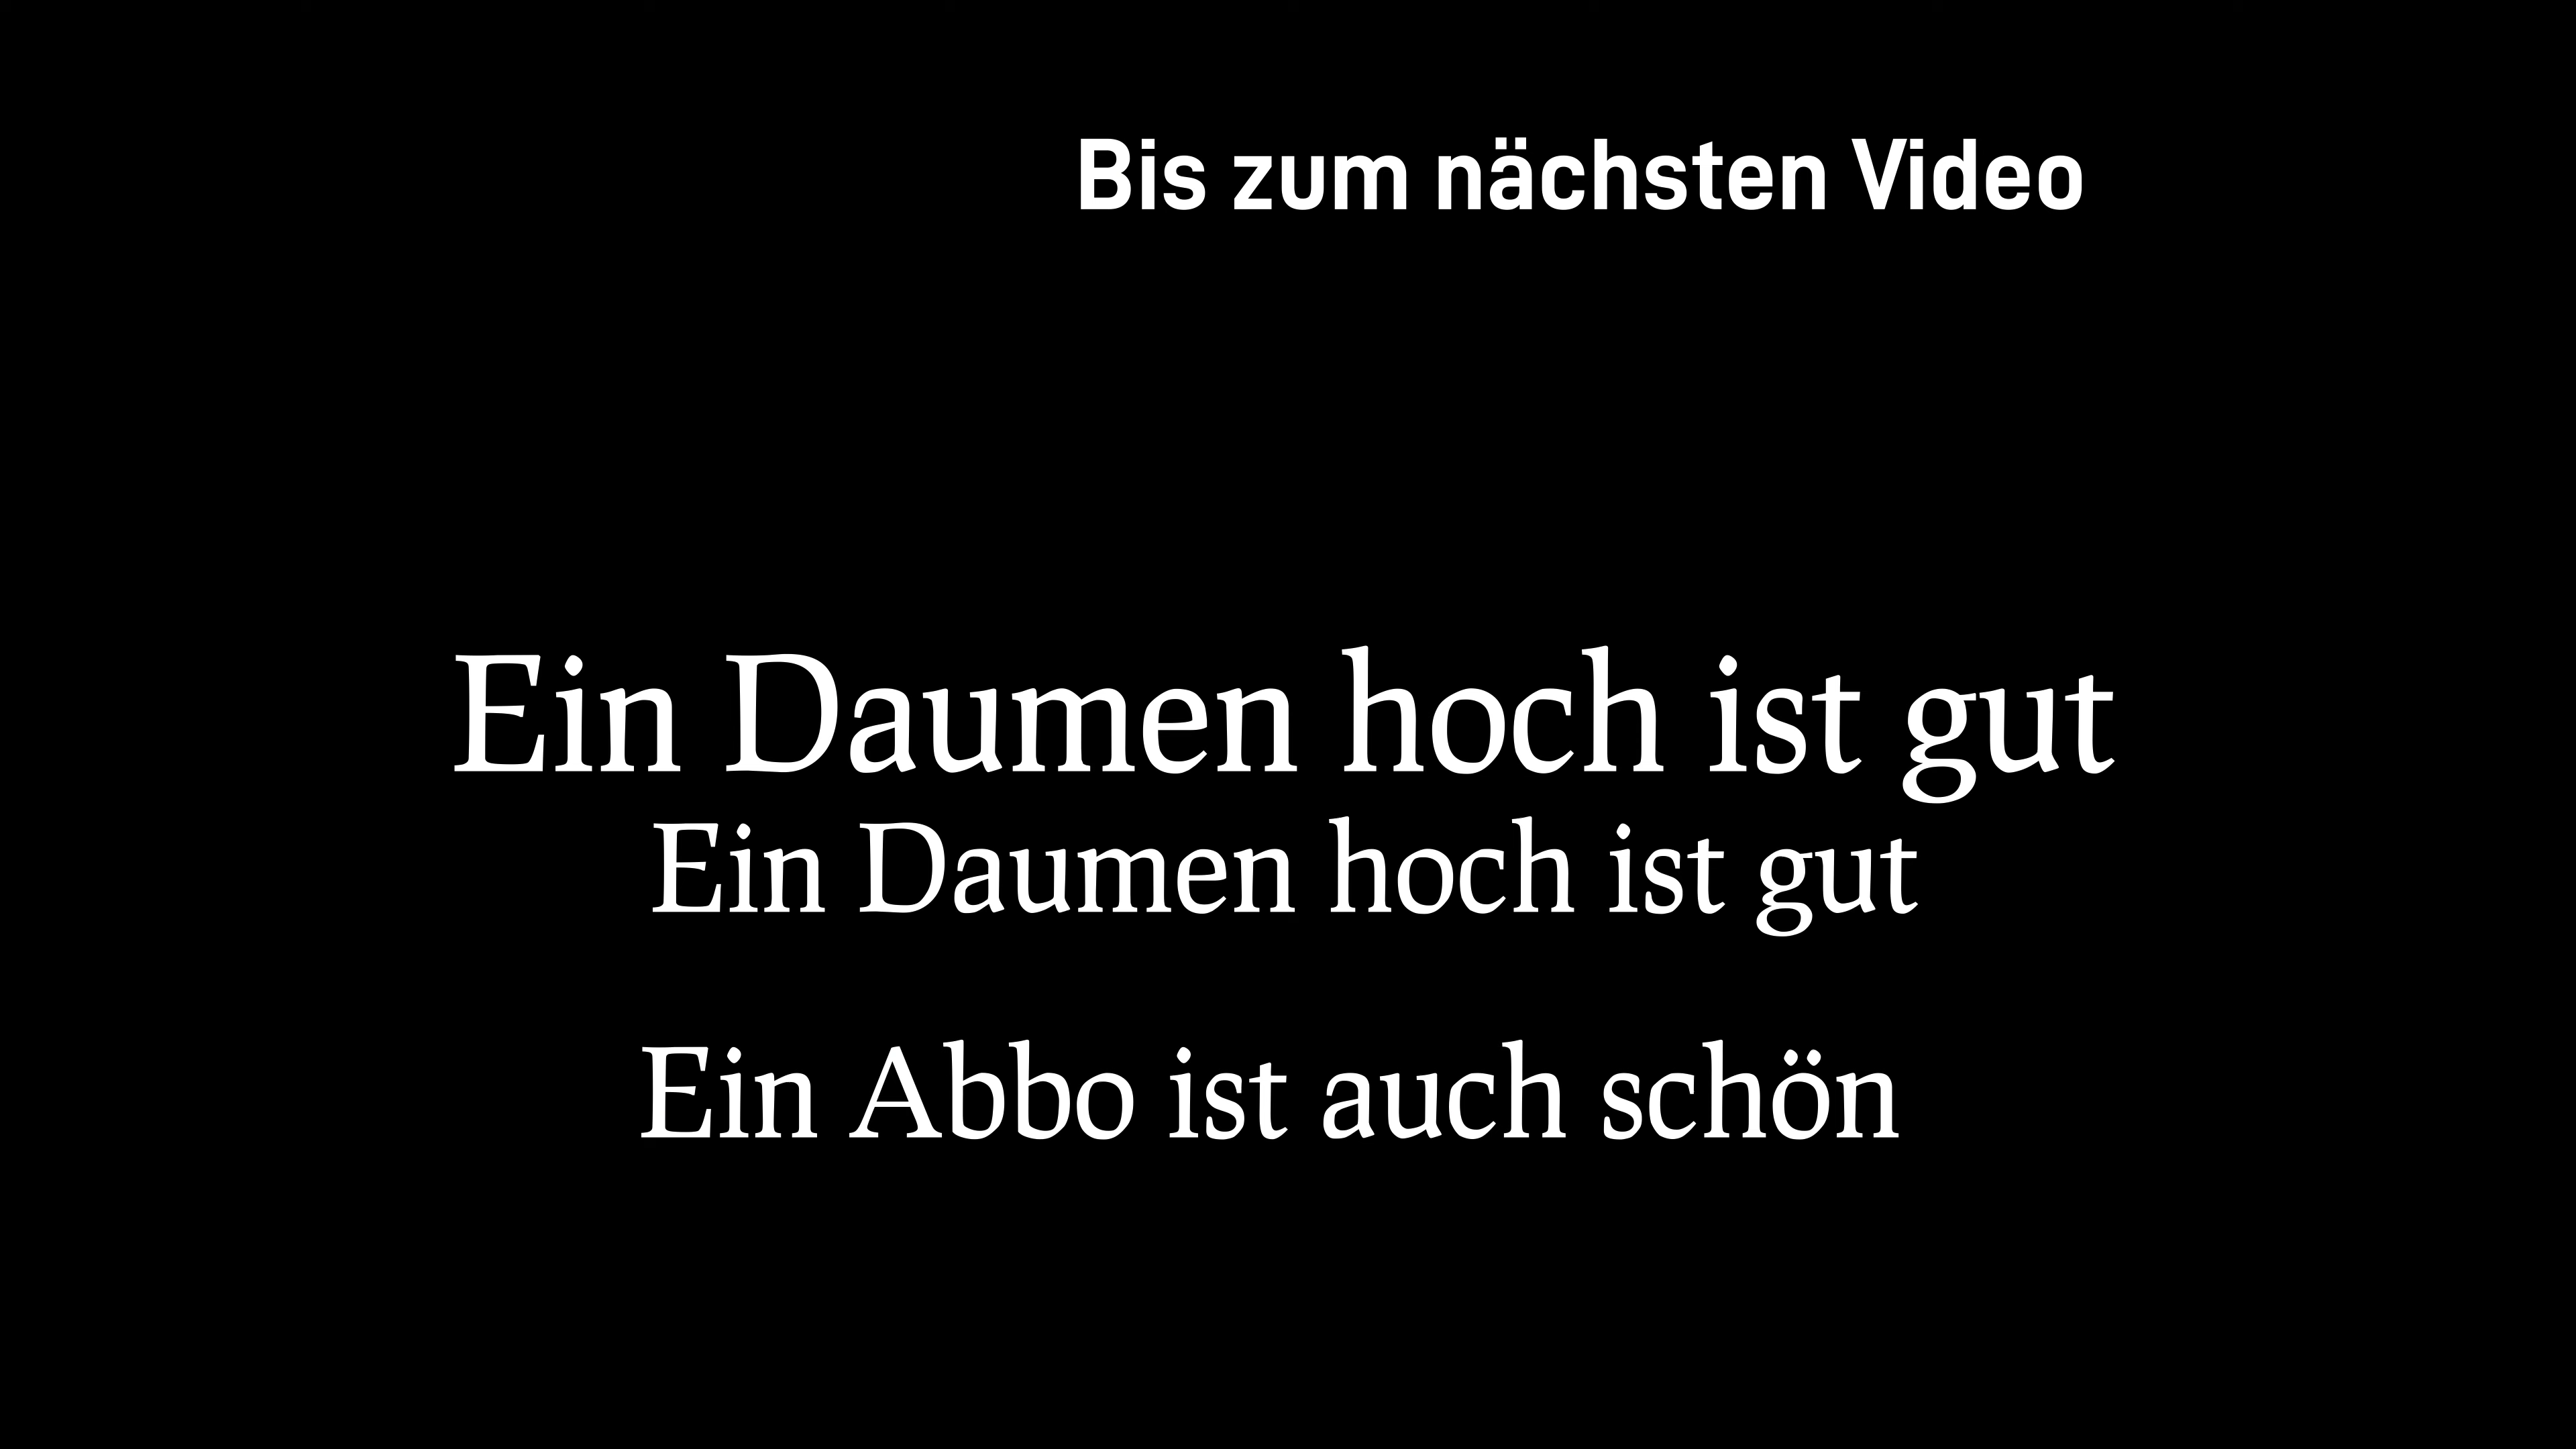 Bis zum nächsten Video
Ein Daumen hoch ist gut
Ein Daumen hoch ist gut
Ein Abbo ist auch schön